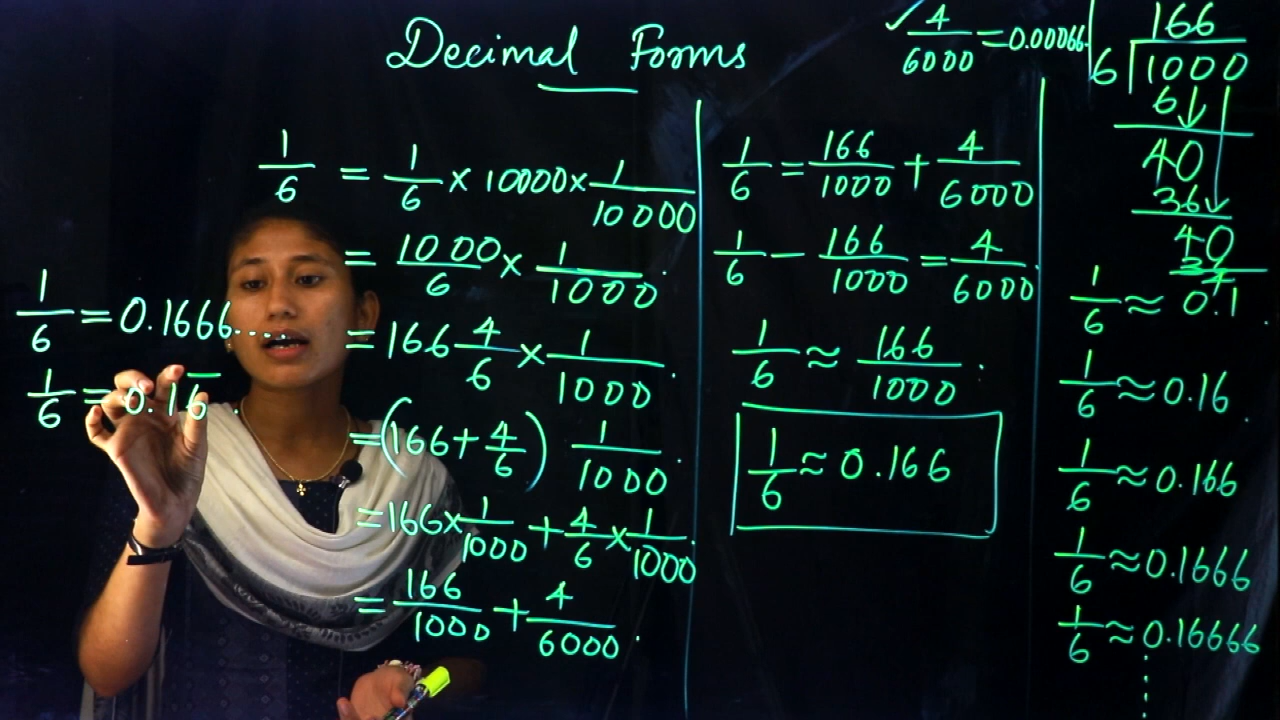 Decimal Forms
✓ 4/6000 = 0.00066
166
6 | 1000
6
40
36
40
1/6 = 1/6 × 10000 × 1/10000
= 1000/6 × 1/1000.
= 166 4/6 × 1/1000.
= (166 + 4/6) 1/1000.
= 166 × 1/1000 + 4/6 × 1/1000.
= 166/1000 + 4/6000.
1/6 = 0.1666....
1/6 = 0.16̅.
1/6 = 166/1000 + 4/6000
1/6 - 166/1000 = 4/6000.
1/6 ≈ 166/1000.
1/6 ≈ 0.166
1/6 ≈ 0.1.
1/6 ≈ 0.16.
1/6 ≈ 0.166
1/6 ≈ 0.1666
1/6 ≈ 0.16666